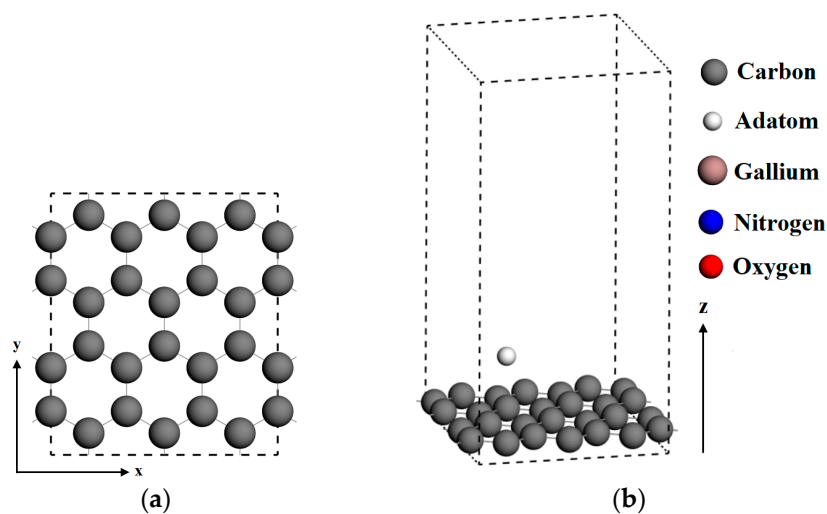 Carbon
Adatom
Gallium
Nitrogen
Oxygen
z
y
x
(a)
(b)